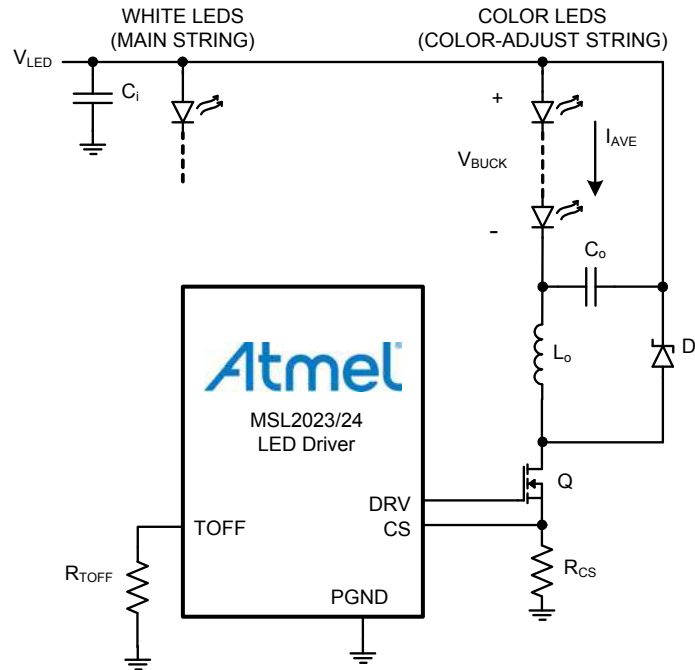 WHITE LEDS
(MAIN STRING)
COLOR LEDS
(COLOR-ADJUST STRING)
VLED
Ci
+
VBUCK
IAVE
-
Co
Lo
D
Atmel
MSL2023/24
LED Driver
Q
DRV
TOFF
CS
RTOFF
RCS
PGND